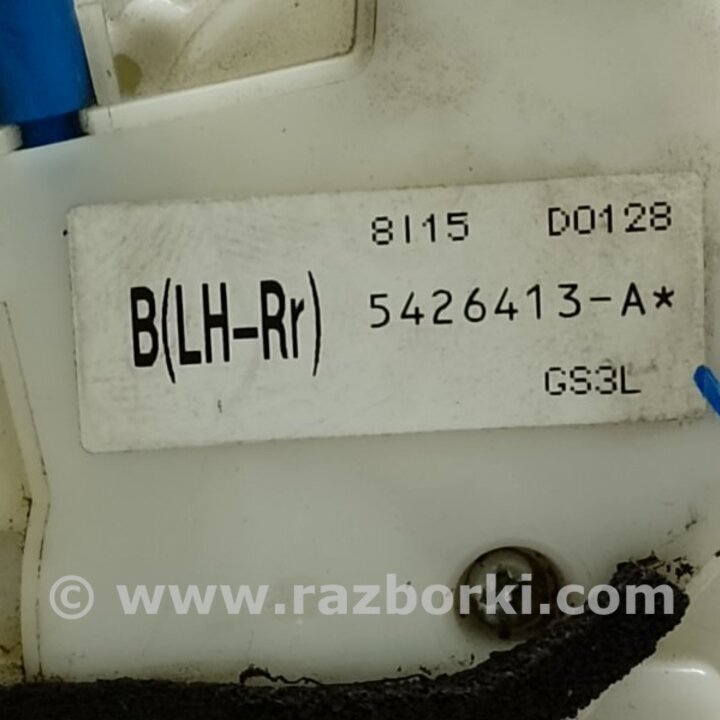 8I15 D0128
B(LH-Rr) 5426413-A*
GS3L
© www.razborki.com